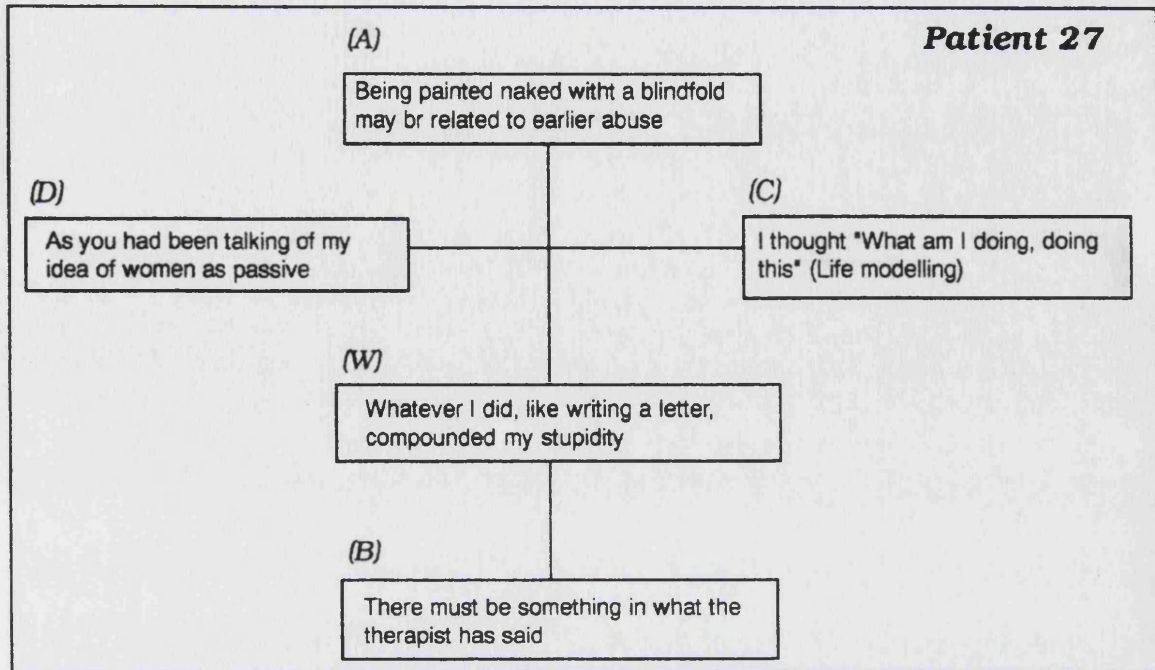 Patient 27
(A)
Being painted naked witht a blindfold
may br related to earlier abuse
(D)
As you had been talking of my
idea of women as passive
(C)
I thought "What am I doing, doing
this" (Life modelling)
(W)
Whatever I did, like writing a letter,
compounded my stupidity
(B)
There must be something in what the
therapist has said